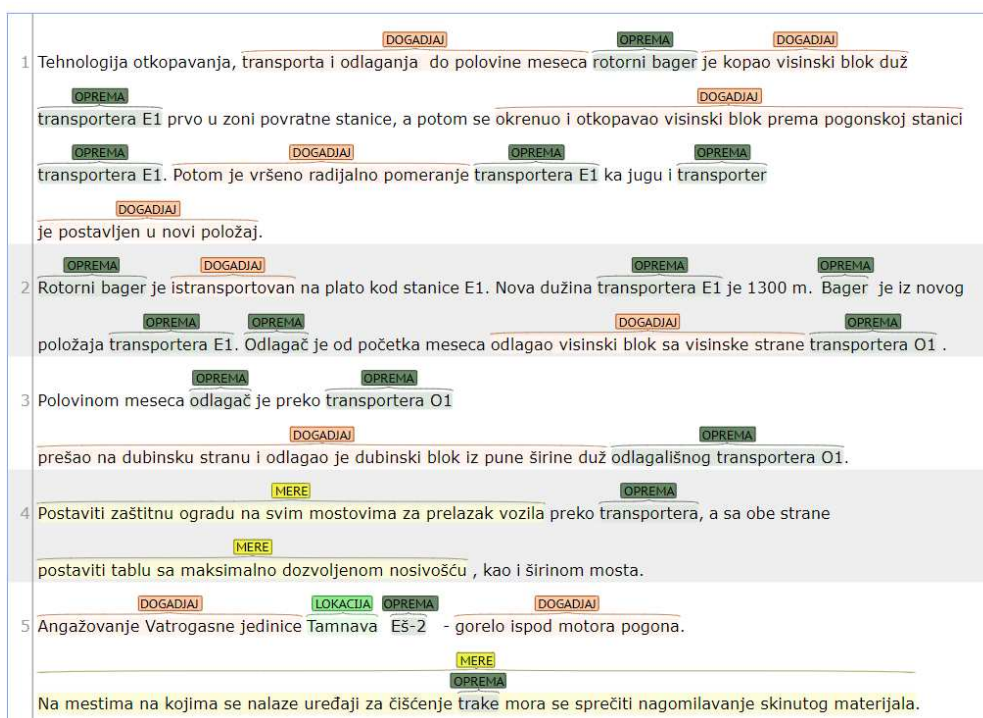 DOGADJAJ OPREMA DOGADJAJ
1 Tehnologija otkopavanja, transporta i odlaganja do polovine meseca rotorni bager je kopao visinski blok duž
OPREMA DOGADJAJ
transportera E1 prvo u zoni povratne stanice, a potom se okrenuo i otkopavao visinski blok prema pogonskoj stanici
OPREMA DOGADJAJ OPREMA OPREMA
transportera E1. Potom je vršeno radijalno pomeranje transportera E1 ka jugu i transporter
DOGADJAJ
je postavljen u novi položaj.
OPREMA DOGADJAJ OPREMA OPREMA
2 Rotorni bager je istransportovan na plato kod stanice E1. Nova dužina transportera E1 je 1300 m. Bager je iz novog
OPREMA OPREMA DOGADJAJ OPREMA
položaja transportera E1. Odlagač je od početka meseca odlagao visinski blok sa visinske strane transportera O1 .
OPREMA OPREMA
3 Polovinom meseca odlagač je preko transportera O1
DOGADJAJ OPREMA
prešao na dubinsku stranu i odlagao je dubinski blok iz pune širine duž odlagališnog transportera O1.
MERE OPREMA
4 Postaviti zaštitnu ogradu na svim mostovima za prelazak vozila preko transportera, a sa obe strane
MERE
postaviti tablu sa maksimalno dozvoljenom nosivošću , kao i širinom mosta.
DOGADJAJ LOKACIJA OPREMA DOGADJAJ
5 Angažovanje Vatrogasne jedinice Tamnava Eš-2 - gorelo ispod motora pogona.
MERE
OPREMA
Na mestima na kojima se nalaze uređaji za čišćenje trake mora se sprečiti nagomilavanje skinutog materijala.